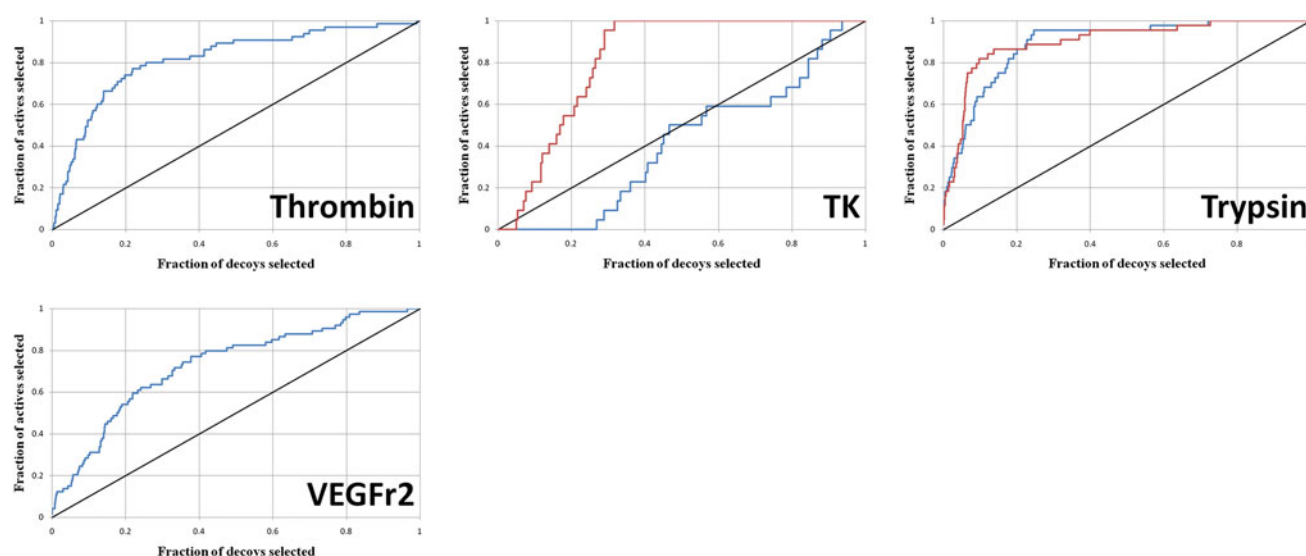 Fraction of actives selected
1
0.8
0.6
0.4
0.2
0
Thrombin
0 0.2 0.4 0.6 0.8 1
Fraction of decoys selected
Fraction of actives selected
1
0.8
0.6
0.4
0.2
0
TK
0 0.2 0.4 0.6 0.8 1
Fraction of decoys selected
Fraction of actives selected
1
0.8
0.6
0.4
0.2
0
Trypsin
0 0.2 0.4 0.6 0.8
Fraction of decoys selected
Fraction of actives selected
1
0.8
0.6
0.4
0.2
0
VEGFr2
0 0.2 0.4 0.6 0.8 1
Fraction of decoys selected